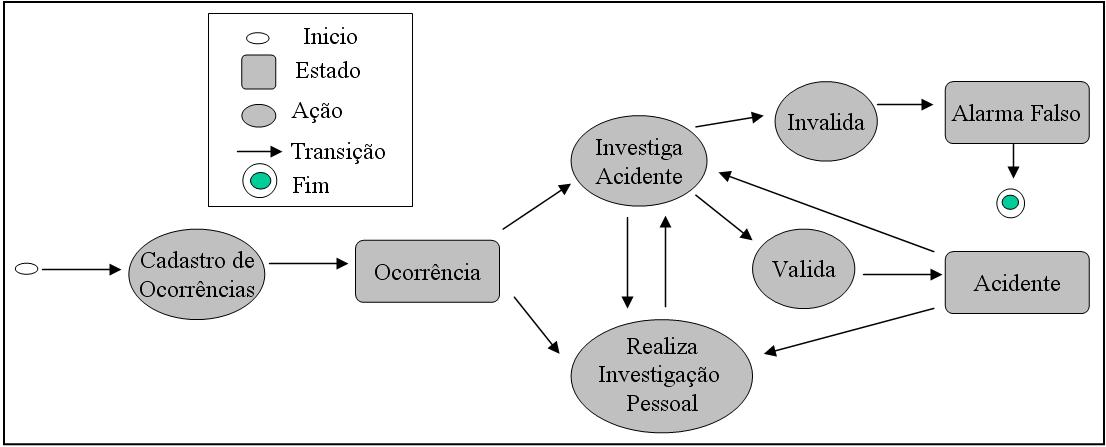 Inicio
Estado
Ação
Transição
Fim
Cadastro de
Ocorrências
Ocorrência
Investiga
Acidente
Realiza
Investigação
Pessoal
Invalida
Valida
Alarma Falso
Acidente